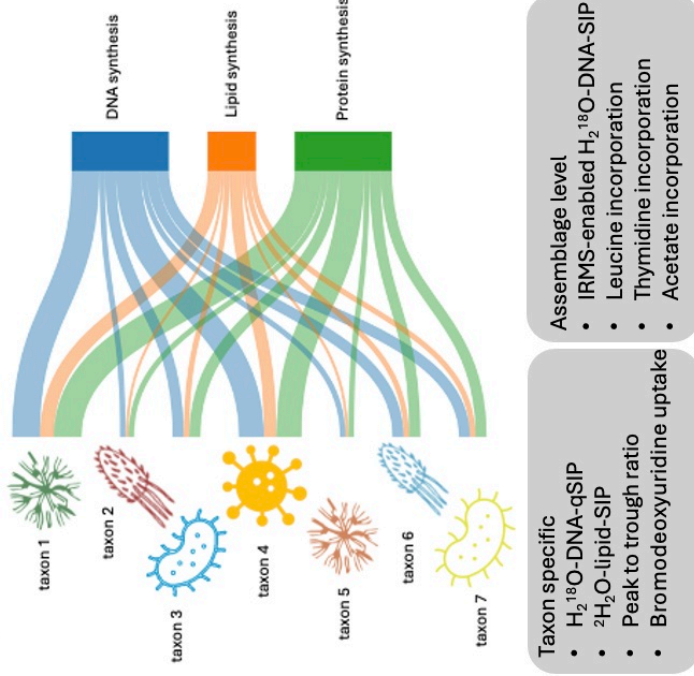 DNA synthesis
Lipid synthesis
Protein synthesis
taxon 1
taxon 2
taxon 3
taxon 4
taxon 5
taxon 6
taxon 7
Taxon specific
• H₂¹⁸O-DNA-qSIP
• ²H₂O-lipid-SIP
• Peak to trough ratio
• Bromodeoxyuridine uptake
Assemblage level
• IRMS-enabled H₂¹⁸O-DNA-SIP
• Leucine incorporation
• Thymidine incorporation
• Acetate incorporation